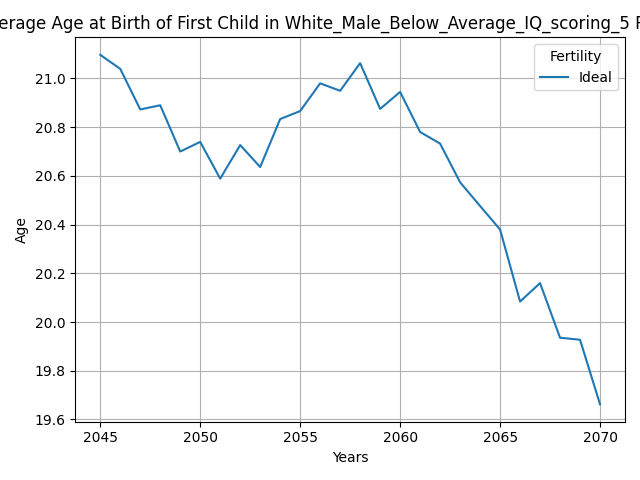 erage Age at Birth of First Child in White_Male_Below_Average_IQ_scoring_5
Fertility
Ideal
21.0
20.8
20.6
20.4
20.2
20.0
19.8
19.6
Age
2045 2050 2055 2060 2065 2070
Years